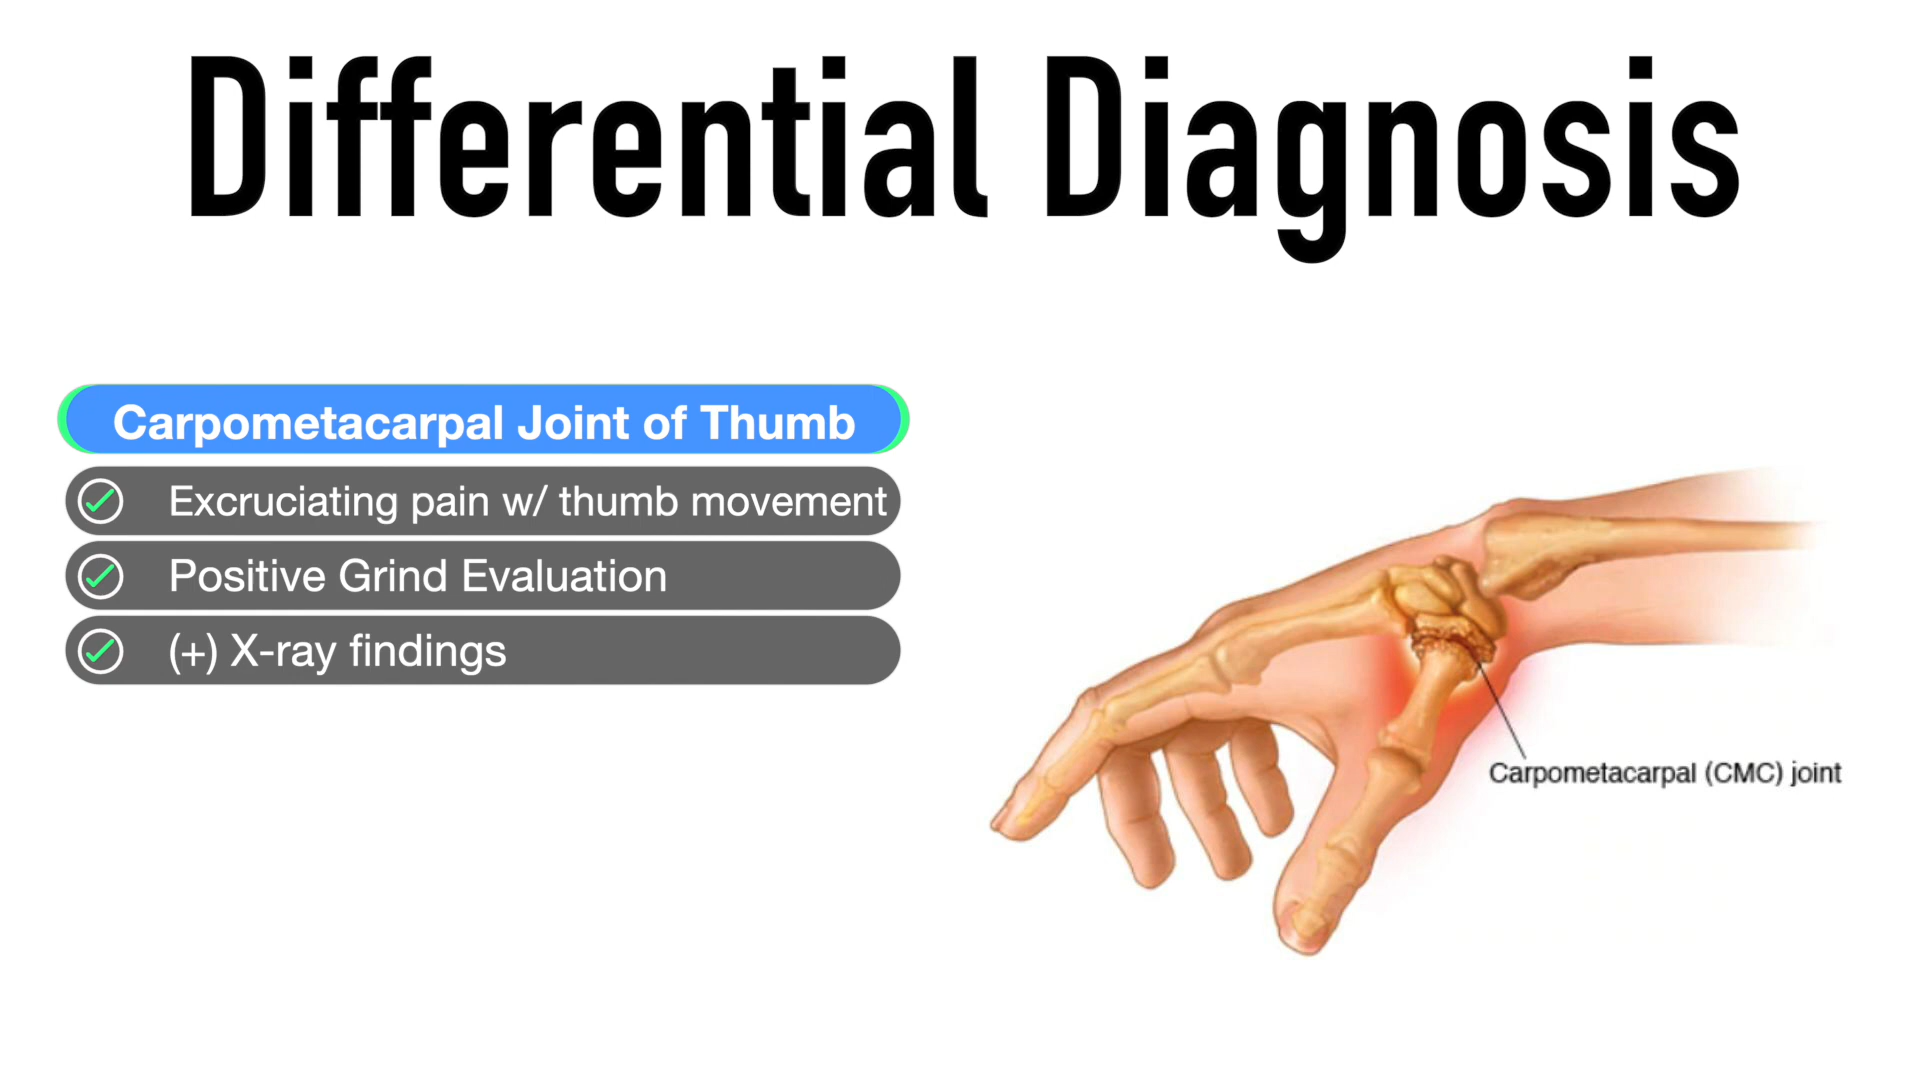 Differential Diagnosis
Carpometacarpal Joint of Thumb
Excruciating pain w/ thumb movement
Positive Grind Evaluation
(+) X-ray findings
Carpometacarpal (CMC) joint